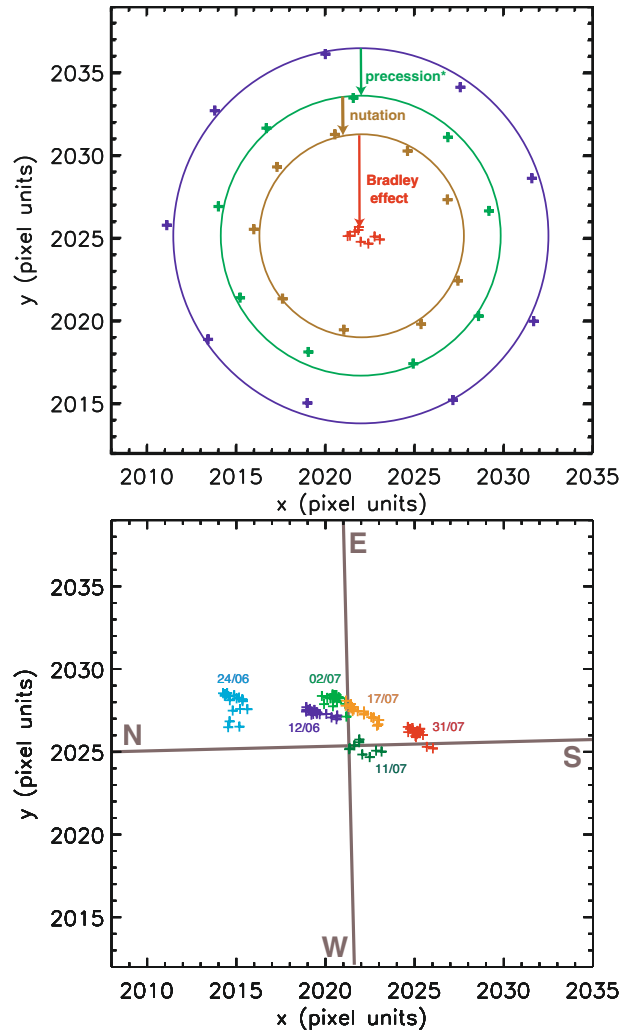 2035
2030
2025
2020
2015
y (pixel units)
precession*
nutation
Bradley
effect
2010 2015 2020 2025 2030 2035
x (pixel units)
2035
2030
2025
2020
2015
y (pixel units)
E
24/06
02/07
17/07
12/06
31/07
N
S
11/07
W
2010 2015 2020 2025 2030 2035
x (pixel units)